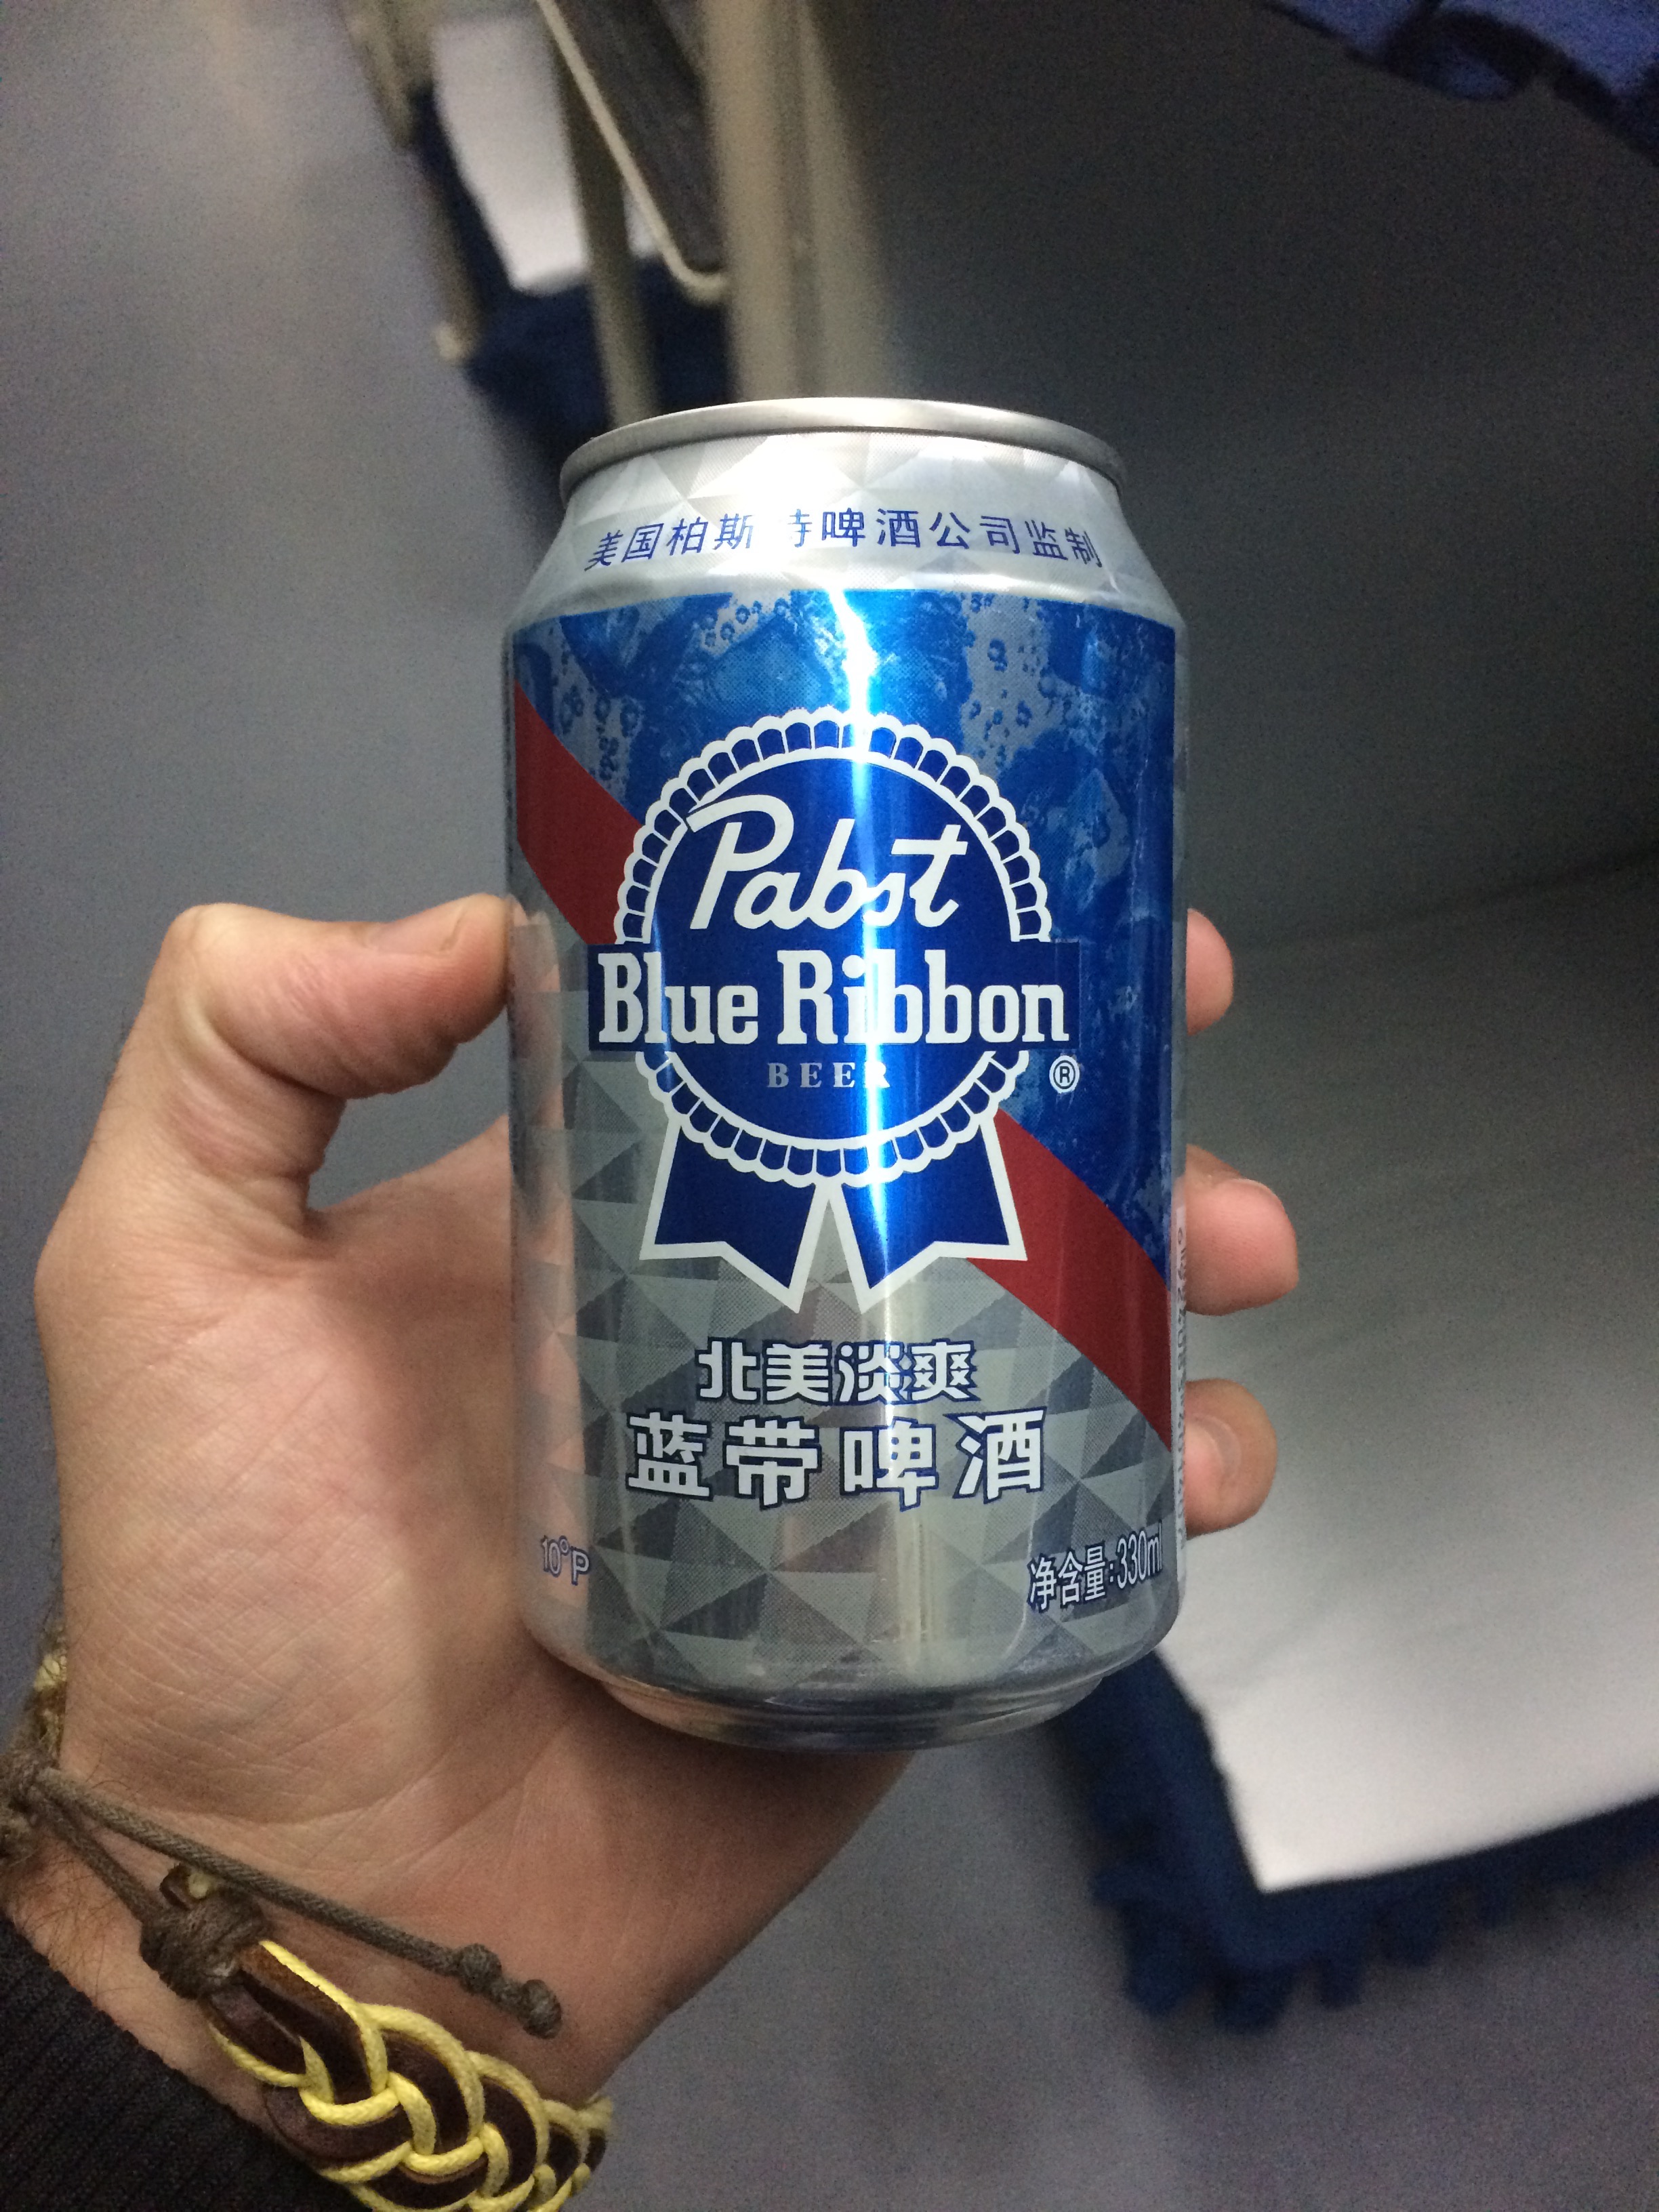 美国柏斯特啤酒公司监制
Pabst
Blue Ribbon
BEER
®
北美淡爽
蓝带啤酒
10°P
净含量:330ml